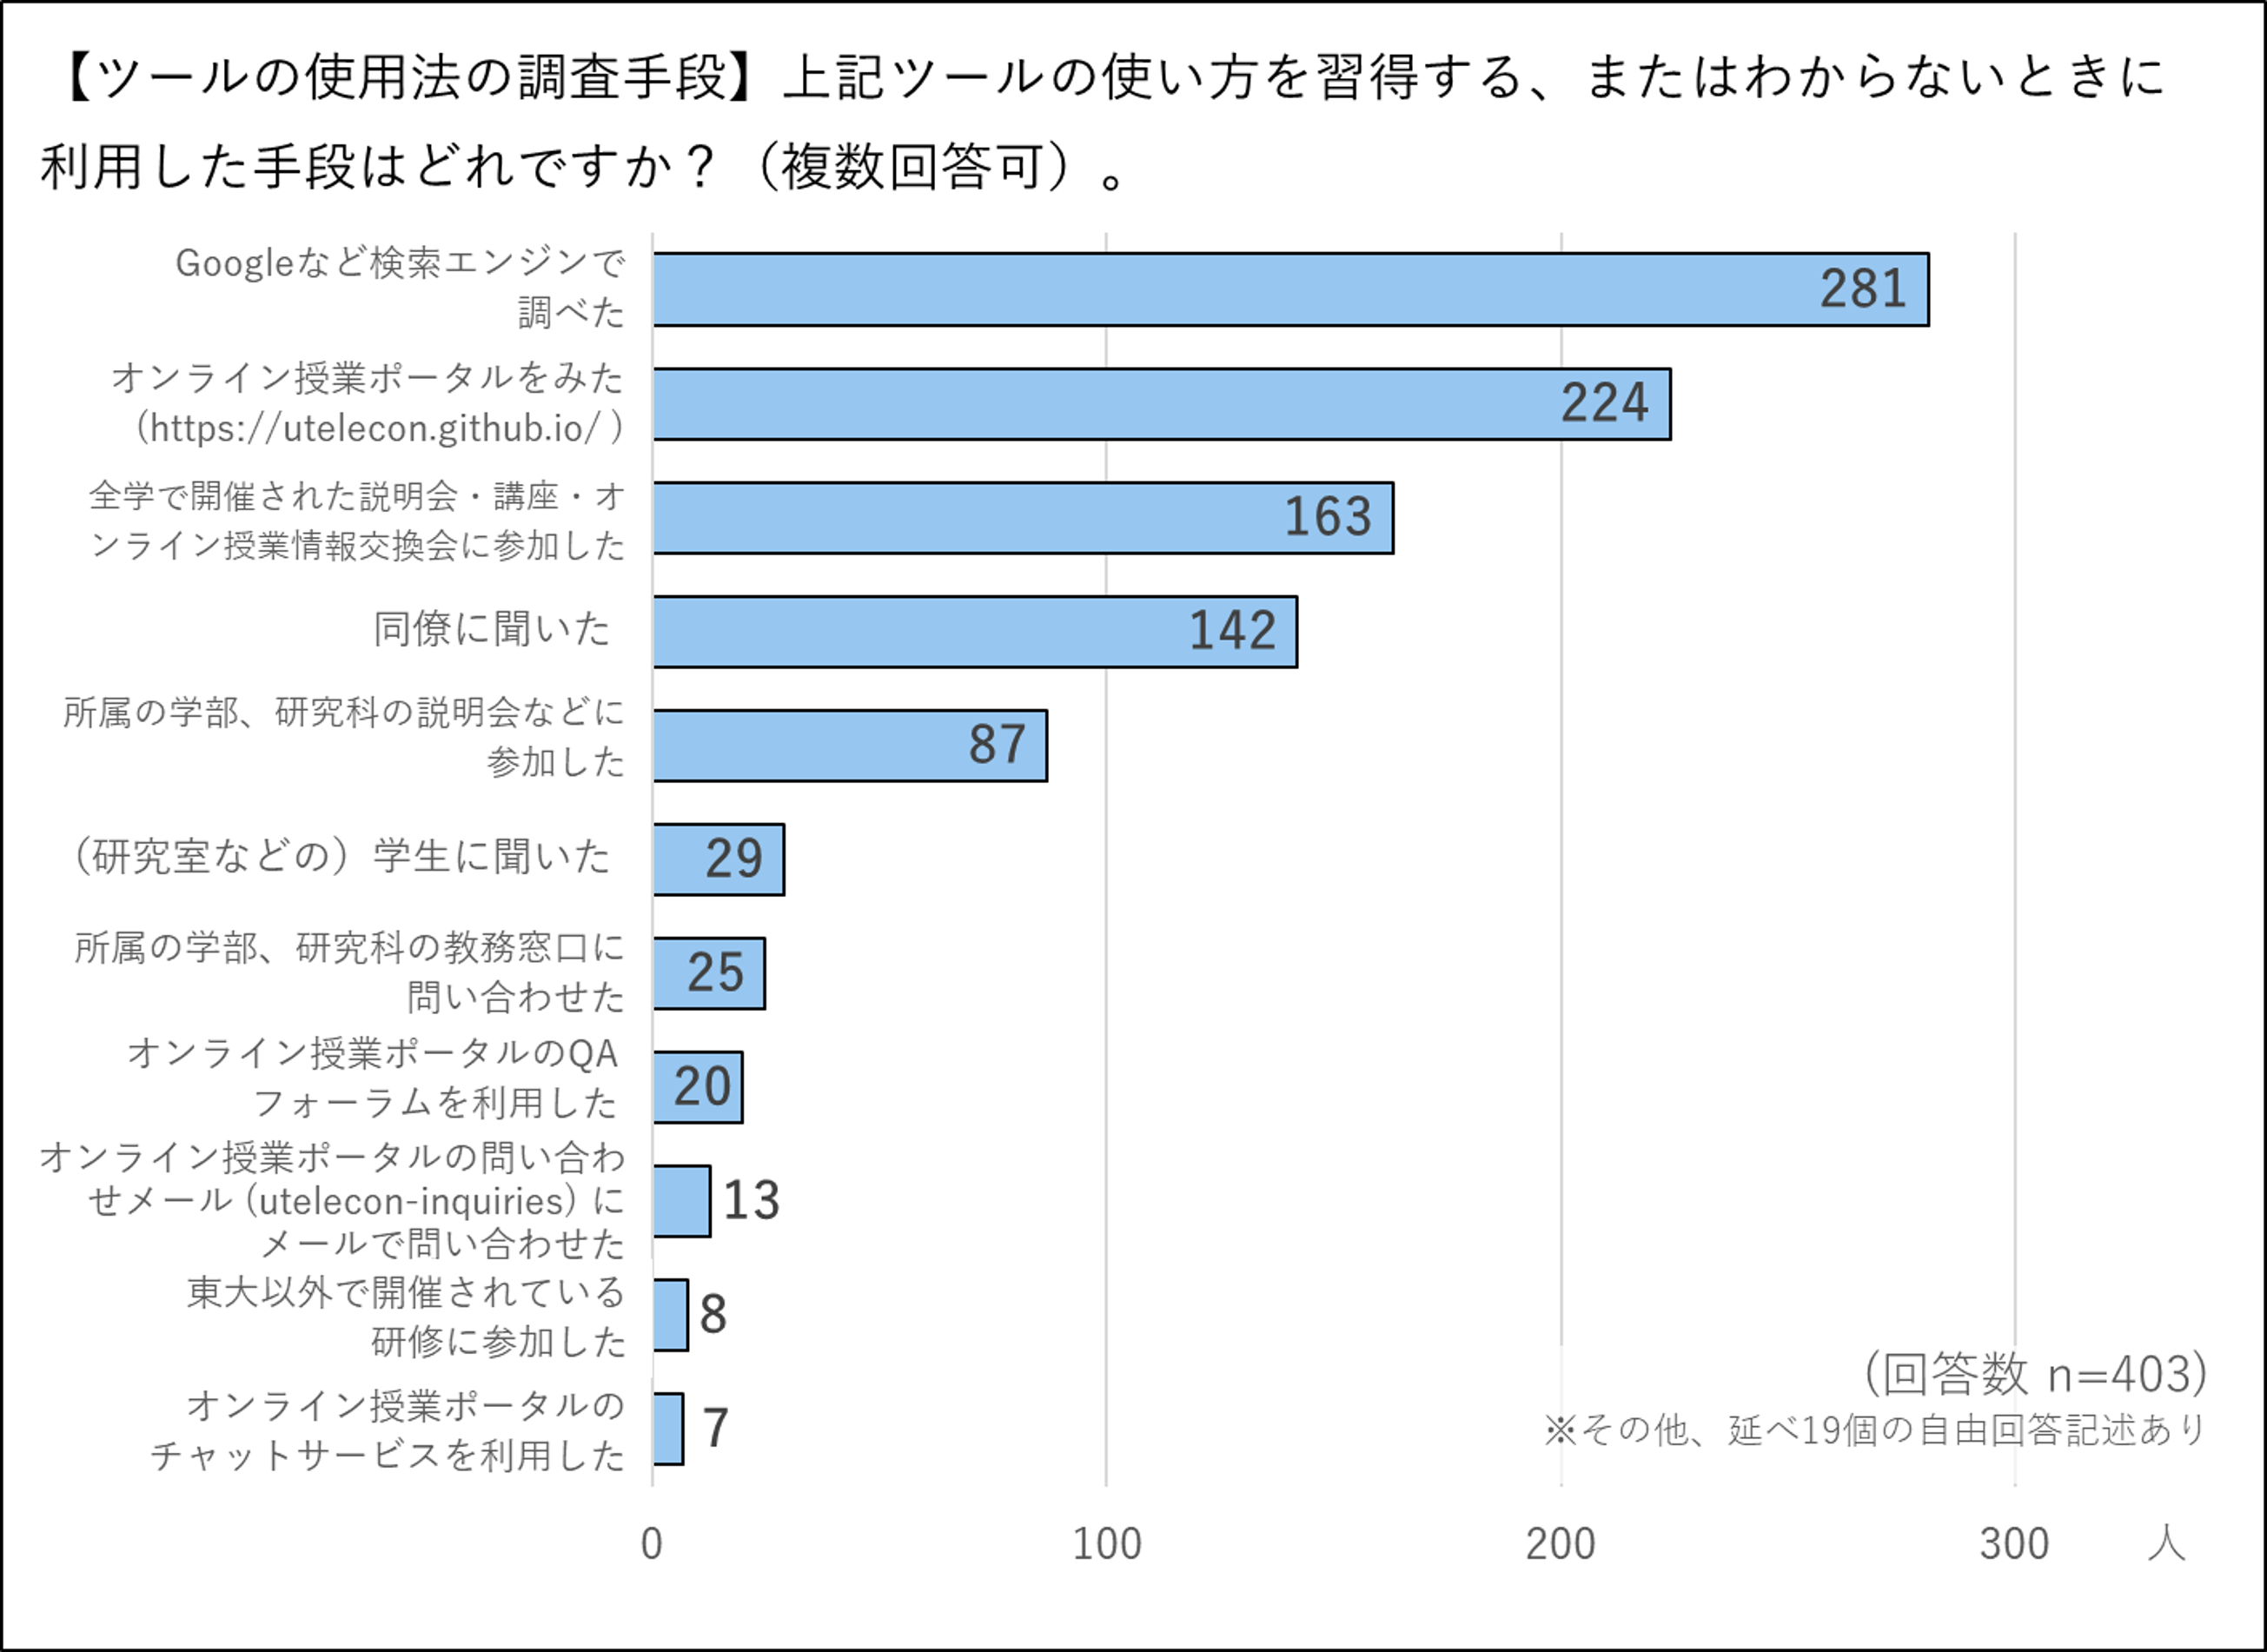 【ツールの使用法の調査手段】上記ツールの使い方を習得する、またはわからないときに
利用した手段はどれですか？（複数回答可）。
Googleなど検索エンジンで
調べた
281
オンライン授業ポータルをみた
（https://utelecon.github.io/ ）
224
全学で開催された説明会・講座・オ
ンライン授業情報交換会に参加した
163
同僚に聞いた
142
所属の学部、研究科の説明会などに
参加した
87
（研究室などの）学生に聞いた
29
所属の学部、研究科の教務窓口に
問い合わせた
25
オンライン授業ポータルのQA
フォーラムを利用した
20
オンライン授業ポータルの問い合わ
せメール (utelecon-inquiries) に
メールで問い合わせた
13
東大以外で開催されている
研修に参加した
8
オンライン授業ポータルの
チャットサービスを利用した
7
（回答数 n=403）
※その他、延べ19個の自由回答記述あり
0 100 200 300 人